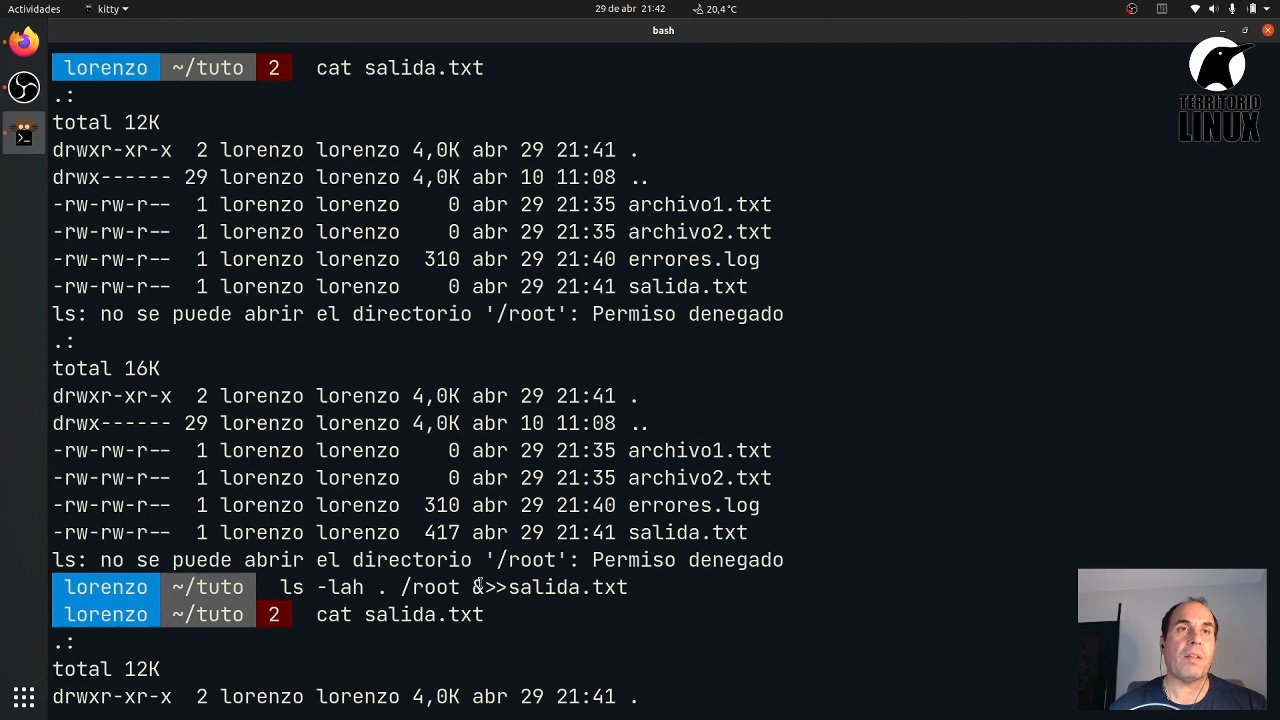 Actividades kitty 29 de abr 21:42 20,4 °C
bash
TERRITORIO
LINUX
lorenzo ~/tuto 2 cat salida.txt
.:
total 12K
drwxr-xr-x 2 lorenzo lorenzo 4,0K abr 29 21:41 .
drwx------ 29 lorenzo lorenzo 4,0K abr 10 11:08 ..
-rw-rw-r-- 1 lorenzo lorenzo 0 abr 29 21:35 archivo1.txt
-rw-rw-r-- 1 lorenzo lorenzo 0 abr 29 21:35 archivo2.txt
-rw-rw-r-- 1 lorenzo lorenzo 310 abr 29 21:40 errores.log
-rw-rw-r-- 1 lorenzo lorenzo 0 abr 29 21:41 salida.txt
ls: no se puede abrir el directorio '/root': Permiso denegado
.:
total 16K
drwxr-xr-x 2 lorenzo lorenzo 4,0K abr 29 21:41 .
drwx------ 29 lorenzo lorenzo 4,0K abr 10 11:08 ..
-rw-rw-r-- 1 lorenzo lorenzo 0 abr 29 21:35 archivo1.txt
-rw-rw-r-- 1 lorenzo lorenzo 0 abr 29 21:35 archivo2.txt
-rw-rw-r-- 1 lorenzo lorenzo 310 abr 29 21:40 errores.log
-rw-rw-r-- 1 lorenzo lorenzo 417 abr 29 21:41 salida.txt
ls: no se puede abrir el directorio '/root': Permiso denegado
lorenzo ~/tuto ls -lah . /root &>>salida.txt
lorenzo ~/tuto 2 cat salida.txt
.:
total 12K
drwxr-xr-x 2 lorenzo lorenzo 4,0K abr 29 21:41 .